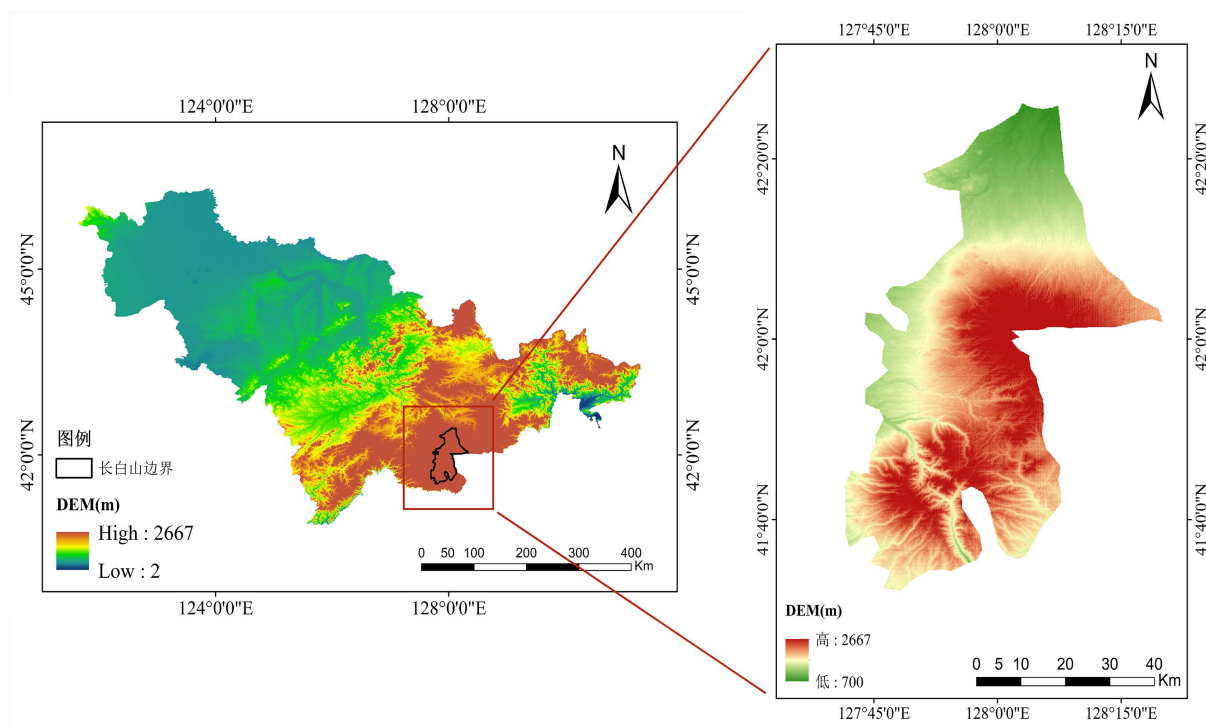 124°0'0"E
128°0'0"E
45°0'0"N
42°0'0"N
45°0'0"N
42°0'0"N
N
图例
长白山边界
DEM(m)
High : 2667
Low : 2
0 50 100 200 300 400
Km
124°0'0"E
128°0'0"E
127°45'0"E
128°0'0"E
128°15'0"E
N
42°20'0"N
42°0'0"N
41°40'0"N
42°20'0"N
42°0'0"N
41°40'0"N
DEM(m)
高 : 2667
低 : 700
0 5 10 20 30 40
Km
127°45'0"E
128°0'0"E
128°15'0"E